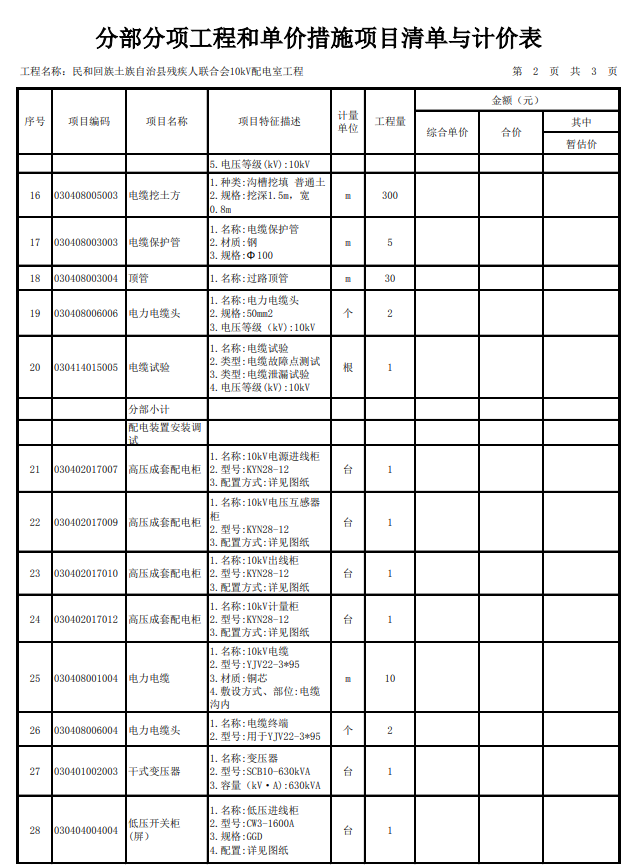 分部分项工程和单价措施项目清单与计价表
工程名称：民和回族土族自治县残疾人联合会10kV配电室工程 第 2 页 共 3 页
序号 项目编码 项目名称 项目特征描述 计量单位 工程量 金额（元）
综合单价 合价 其中
暂估价
5.电压等级(kV):10kV
16 030408005003 电缆挖土方 1.种类:沟槽挖填 普通土 m 300
2.规格:挖深1.5m，宽
0.8m
17 030408003003 电缆保护管 1.名称:电缆保护管 m 5
2.材质:钢
3.规格:Φ100
18 030408003004 顶管 1.名称:过路顶管 m 30
19 030408006006 电力电缆头 1.名称:电力电缆头 个 2
2.规格:50mm2
3.电压等级（kV):10kV
20 030414015005 电缆试验 1.名称:电缆试验 根 1
2.类型:电缆故障点测试
3.类型:电缆泄漏试验
4.电压等级(kV):10kV
分部小计
配电装置安装调
试
21 030402017007 高压成套配电柜 1.名称:10kV电源进线柜 台 1
2.型号:KYN28-12
3.配置方式:详见图纸
22 030402017009 高压成套配电柜 1.名称:10kV电压互感器 台 1
柜
2.型号:KYN28-12
3.配置方式:详见图纸
23 030402017010 高压成套配电柜 1.名称:10kV出线柜 台 1
2.型号:KYN28-12
3.配置方式:详见图纸
24 030402017012 高压成套配电柜 1.名称:10kV计量柜 台 1
2.型号:KYN28-12
3.配置方式:详见图纸
25 030408001004 电力电缆 1.名称:10kV电缆 m 10
2.型号:YJV22-3*95
3.材质:铜芯
4.敷设方式、部位:电缆
沟内
26 030408006004 电力电缆头 1.名称:电缆终端 个 2
2.型号:用于YJV22-3*95
27 030401002003 干式变压器 1.名称:变压器 台 1
2.型号:SCB10-630kVA
3.容量（kV·A):630kVA
28 030404004004 低压开关柜 1.名称:低压进线柜 台 1
（屏） 2.型号:CW3-1600A
3.规格:GGD
4.配置:详见图纸